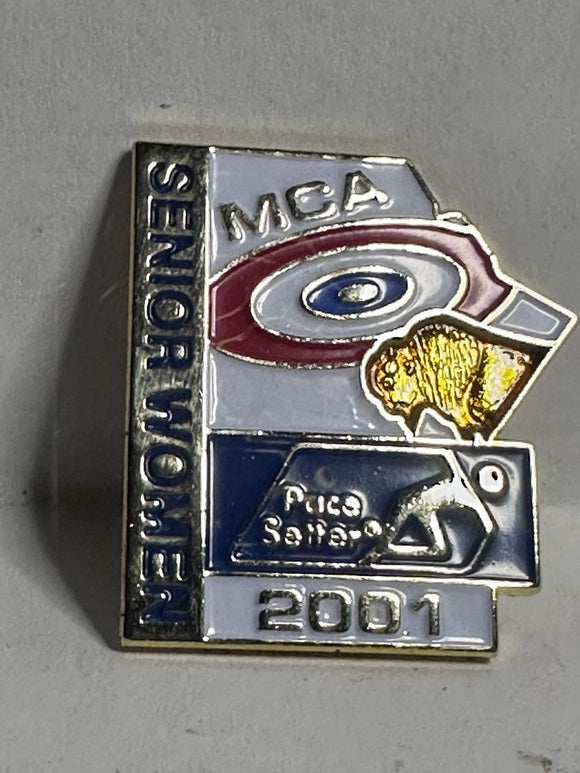 SENIOR WOMEN
MCA
Pace
Setter®
2001